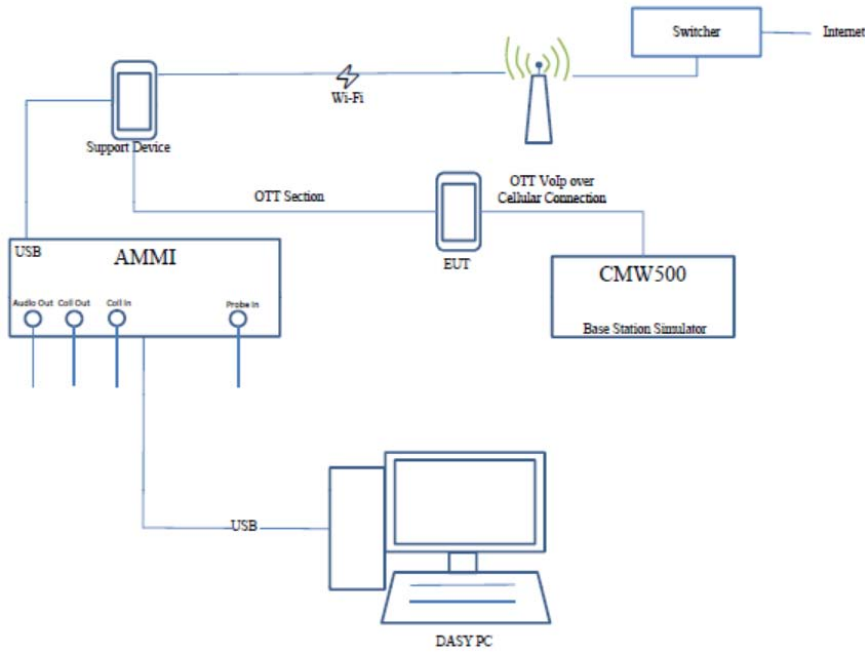 Switcher
Internet
Wi-Fi
Support Device
OTT Section
OTT VoIp over
Cellular Connection
EUT
USB
AMMI
Audio Out
Coil Out
Coil In
Probe In
CMW500
Base Station Simulator
USB
DASY PC